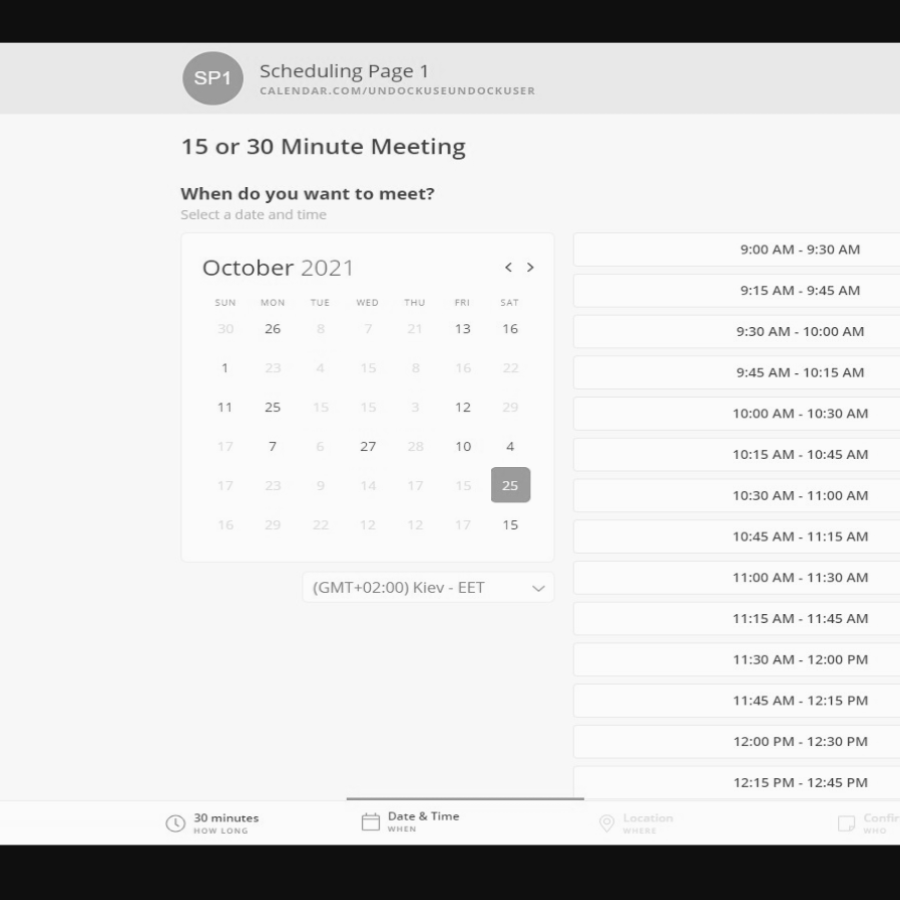 SP1
Scheduling Page 1
CALENDAR.COM/UNDOCKUSEUNDOCKUSER
15 or 30 Minute Meeting
When do you want to meet?
Select a date and time
October 2021 < >
SUN MON TUE WED THU FRI SAT
30 26 8 7 21 13 16
1 23 4 15 8 16 22
11 25 15 15 3 12 29
17 7 6 27 28 10 4
17 23 9 14 17 15 25
16 29 22 12 12 17 15
(GMT+02:00) Kiev - EET
9:00 AM - 9:30 AM
9:15 AM - 9:45 AM
9:30 AM - 10:00 AM
9:45 AM - 10:15 AM
10:00 AM - 10:30 AM
10:15 AM - 10:45 AM
10:30 AM - 11:00 AM
10:45 AM - 11:15 AM
11:00 AM - 11:30 AM
11:15 AM - 11:45 AM
11:30 AM - 12:00 PM
11:45 AM - 12:15 PM
12:00 PM - 12:30 PM
12:15 PM - 12:45 PM
30 minutes
HOW LONG
Date & Time
WHEN
Location
WHERE
Confir
WHO